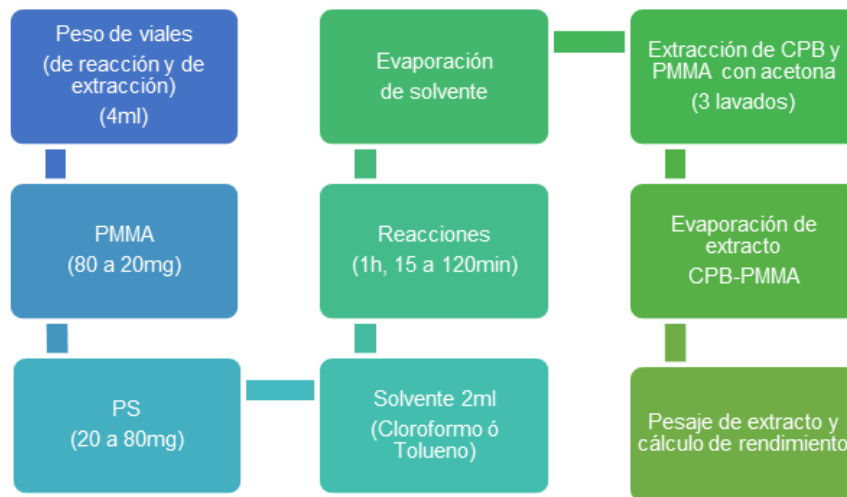 Peso de viales
(de reacción y de
extracción)
(4ml)
PMMA
(80 a 20mg)
PS
(20 a 80mg)
Solvente 2ml
(Cloroformo ó
Tolueno)
Reacciones
(1h, 15 a 120min)
Evaporación
de solvente
Extracción de CPB y
PMMA con acetona
(3 lavados)
Evaporación de
extracto
CPB-PMMA
Pesaje de extracto y
cálculo de rendimiento